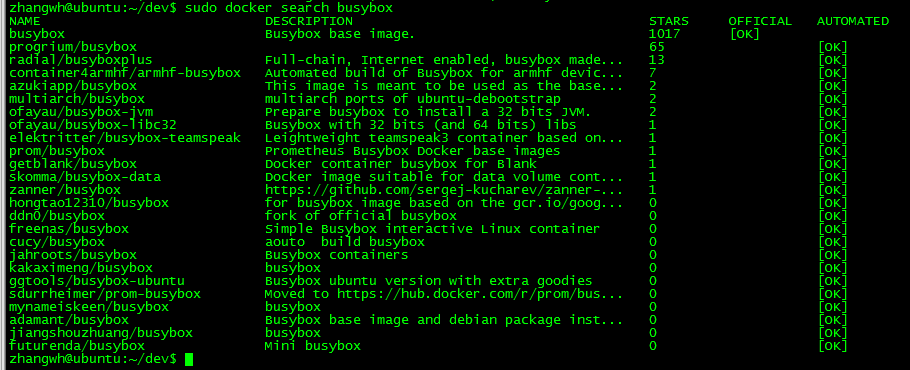 zhangwh@ubuntu:~/dev$ sudo docker search busybox
NAME DESCRIPTION STARS OFFICIAL AUTOMATED
busybox Busybox base image. 1017 [OK]
progrium/busybox 65 [OK]
radial/busyboxplus Full-chain, Internet enabled, busybox made... 13 [OK]
container4armhf/armhf-busybox Automated build of Busybox for armhf devic... 7 [OK]
azukiapp/busybox This image is meant to be used as the base... 2 [OK]
multiarch/busybox multiarch ports of ubuntu-debootstrap 2 [OK]
ofayau/busybox-jvm Prepare busybox to install a 32 bits JVM. 2 [OK]
ofayau/busybox-libc32 Busybox with 32 bits (and 64 bits) libs 1 [OK]
elektritter/busybox-teamspeak Leightweight teamspeak3 container based on... 1 [OK]
prom/busybox Prometheus Busybox Docker base images 1 [OK]
getblank/busybox Docker container busybox for Blank 1 [OK]
skomma/busybox-data Docker image suitable for data volume cont... 1 [OK]
zanner/busybox https://github.com/sergej-kucharev/zanner-... 1 [OK]
hongtao12310/busybox for busybox image based on the gcr.io/goog... 0 [OK]
ddn0/busybox fork of official busybox 0 [OK]
freenas/busybox Simple Busybox interactive Linux container 0 [OK]
cucy/busybox aouto  build busybox 0 [OK]
jahroots/busybox Busybox containers 0 [OK]
kakaximeng/busybox busybox 0 [OK]
ggtools/busybox-ubuntu Busybox ubuntu version with extra goodies 0 [OK]
sdurrheimer/prom-busybox Moved to https://hub.docker.com/r/prom/bus... 0 [OK]
mynameiskeen/busybox busybox 0 [OK]
adamant/busybox Busybox base image and debian package inst... 0 [OK]
jiangshouzhuang/busybox busybox 0 [OK]
futurenda/busybox Mini busybox 0 [OK]
zhangwh@ubuntu:~/dev$